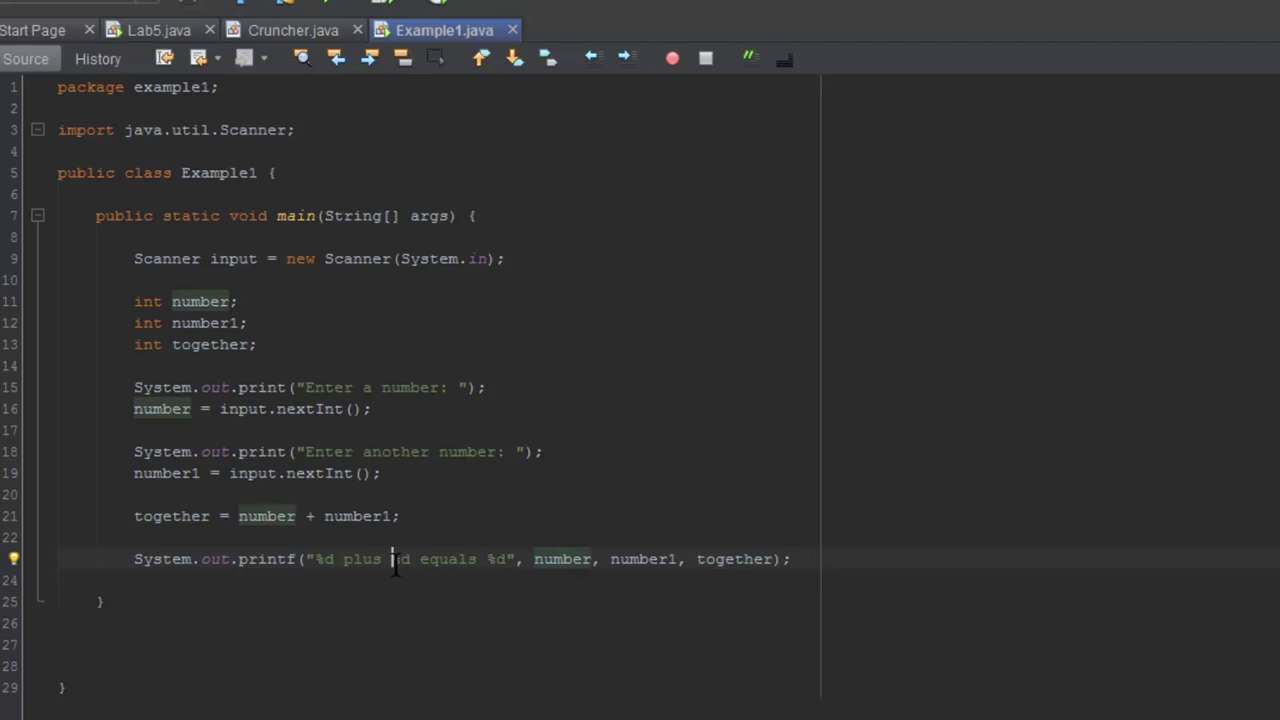 Start Page Lab5.java Cruncher.java Example1.java
Source History
1 package example1;
2
3 import java.util.Scanner;
4
5 public class Example1 {
6
7 public static void main(String[] args) {
8
9 Scanner input = new Scanner(System.in);
10
11 int number;
12 int number1;
13 int together;
14
15 System.out.print("Enter a number: ");
16 number = input.nextInt();
17
18 System.out.print("Enter another number: ");
19 number1 = input.nextInt();
20
21 together = number + number1;
22
System.out.printf("%d plus %d equals %d", number, number1, together);
24
25 }
26
27
28
29 }